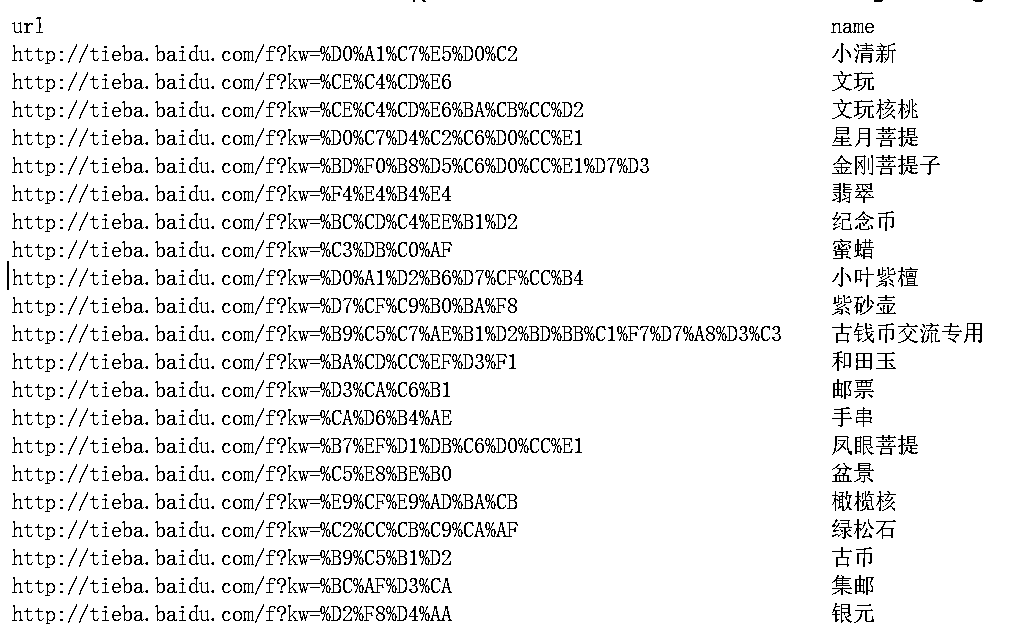 url name
http://tieba.baidu.com/f?kw=%D0%A1%C7%E5%D0%C2 小清新
http://tieba.baidu.com/f?kw=%CE%C4%CD%E6 文玩
http://tieba.baidu.com/f?kw=%CE%C4%CD%E6%BA%CB%CC%D2 文玩核桃
http://tieba.baidu.com/f?kw=%D0%C7%D4%C2%C6%D0%CC%E1 星月菩提
http://tieba.baidu.com/f?kw=%BD%F0%B8%D5%C6%D0%CC%E1%D7%D3 金刚菩提子
http://tieba.baidu.com/f?kw=%F4%E4%B4%E4 翡翠
http://tieba.baidu.com/f?kw=%BC%CD%C4%EE%B1%D2 纪念币
http://tieba.baidu.com/f?kw=%C3%DB%C0%AF 蜜蜡
http://tieba.baidu.com/f?kw=%D0%A1%D2%B6%D7%CF%CC%B4 小叶紫檀
http://tieba.baidu.com/f?kw=%D7%CF%C9%B0%BA%F8 紫砂壶
http://tieba.baidu.com/f?kw=%B9%C5%C7%AE%B1%D2%BD%BB%C1%F7%D7%A8%D3%C3 古钱币交流专用
http://tieba.baidu.com/f?kw=%BA%CD%CC%EF%D3%F1 和田玉
http://tieba.baidu.com/f?kw=%D3%CA%C6%B1 邮票
http://tieba.baidu.com/f?kw=%CA%D6%B4%AE 手串
http://tieba.baidu.com/f?kw=%B7%EF%D1%DB%C6%D0%CC%E1 凤眼菩提
http://tieba.baidu.com/f?kw=%C5%E8%BE%B0 盆景
http://tieba.baidu.com/f?kw=%E9%CF%E9%AD%BA%CB 橄榄核
http://tieba.baidu.com/f?kw=%C2%CC%CB%C9%CA%AF 绿松石
http://tieba.baidu.com/f?kw=%B9%C5%B1%D2 古币
http://tieba.baidu.com/f?kw=%BC%AF%D3%CA 集邮
http://tieba.baidu.com/f?kw=%D2%F8%D4%AA 银元